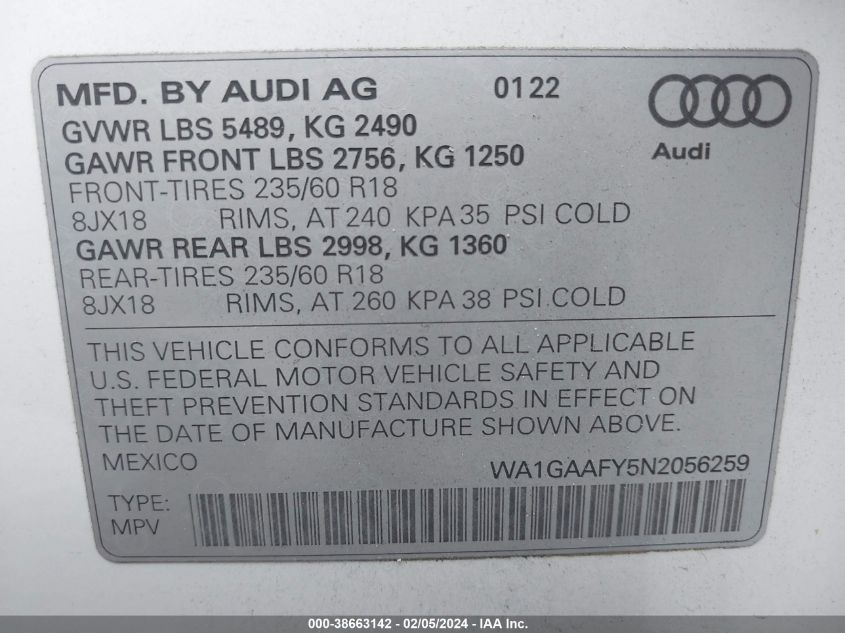 MFD. BY AUDI AG 0122
GVWR LBS 5489, KG 2490
GAWR FRONT LBS 2756, KG 1250
Audi
FRONT-TIRES 235/60 R18
8JX18 RIMS, AT 240 KPA 35 PSI COLD
GAWR REAR LBS 2998, KG 1360
REAR-TIRES 235/60 R18
8JX18 RIMS, AT 260 KPA 38 PSI COLD
THIS VEHICLE CONFORMS TO ALL APPLICABLE
U.S. FEDERAL MOTOR VEHICLE SAFETY AND
THEFT PREVENTION STANDARDS IN EFFECT ON
THE DATE OF MANUFACTURE SHOWN ABOVE.
MEXICO WA1GAAFY5N2056259
TYPE:
MPV
000-38663142 - 02/05/2024 - IAA Inc.